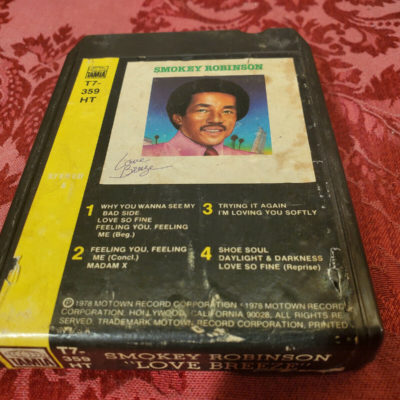 TAMLA
T7-
359
HT
SMOKEY ROBINSON
Love
Breeze
STEREO
8
1 WHY YOU WANNA SEE MY
BAD SIDE
LOVE SO FINE
FEELING YOU, FEELING
ME (Beg.)
2 FEELING YOU, FEELING
ME (Concl.)
MADAM X
3 TRYING IT AGAIN
I'M LOVING YOU SOFTLY
4 SHOE SOUL
DAYLIGHT & DARKNESS
LOVE SO FINE (Reprise)
℗ 1978 MOTOWN RECORD CORPORATION © 1978 MOTOWN RECORD
CORPORATION, HOLLYWOOD, CALIFORNIA 90028, ALL RIGHTS RE-
SERVED. TRADEMARK MOTOWN RECORD CORPORATION, PRINTED
TAMLA
T7-
359
HT
SMOKEY ROBINSON
"LOVE BREEZE"